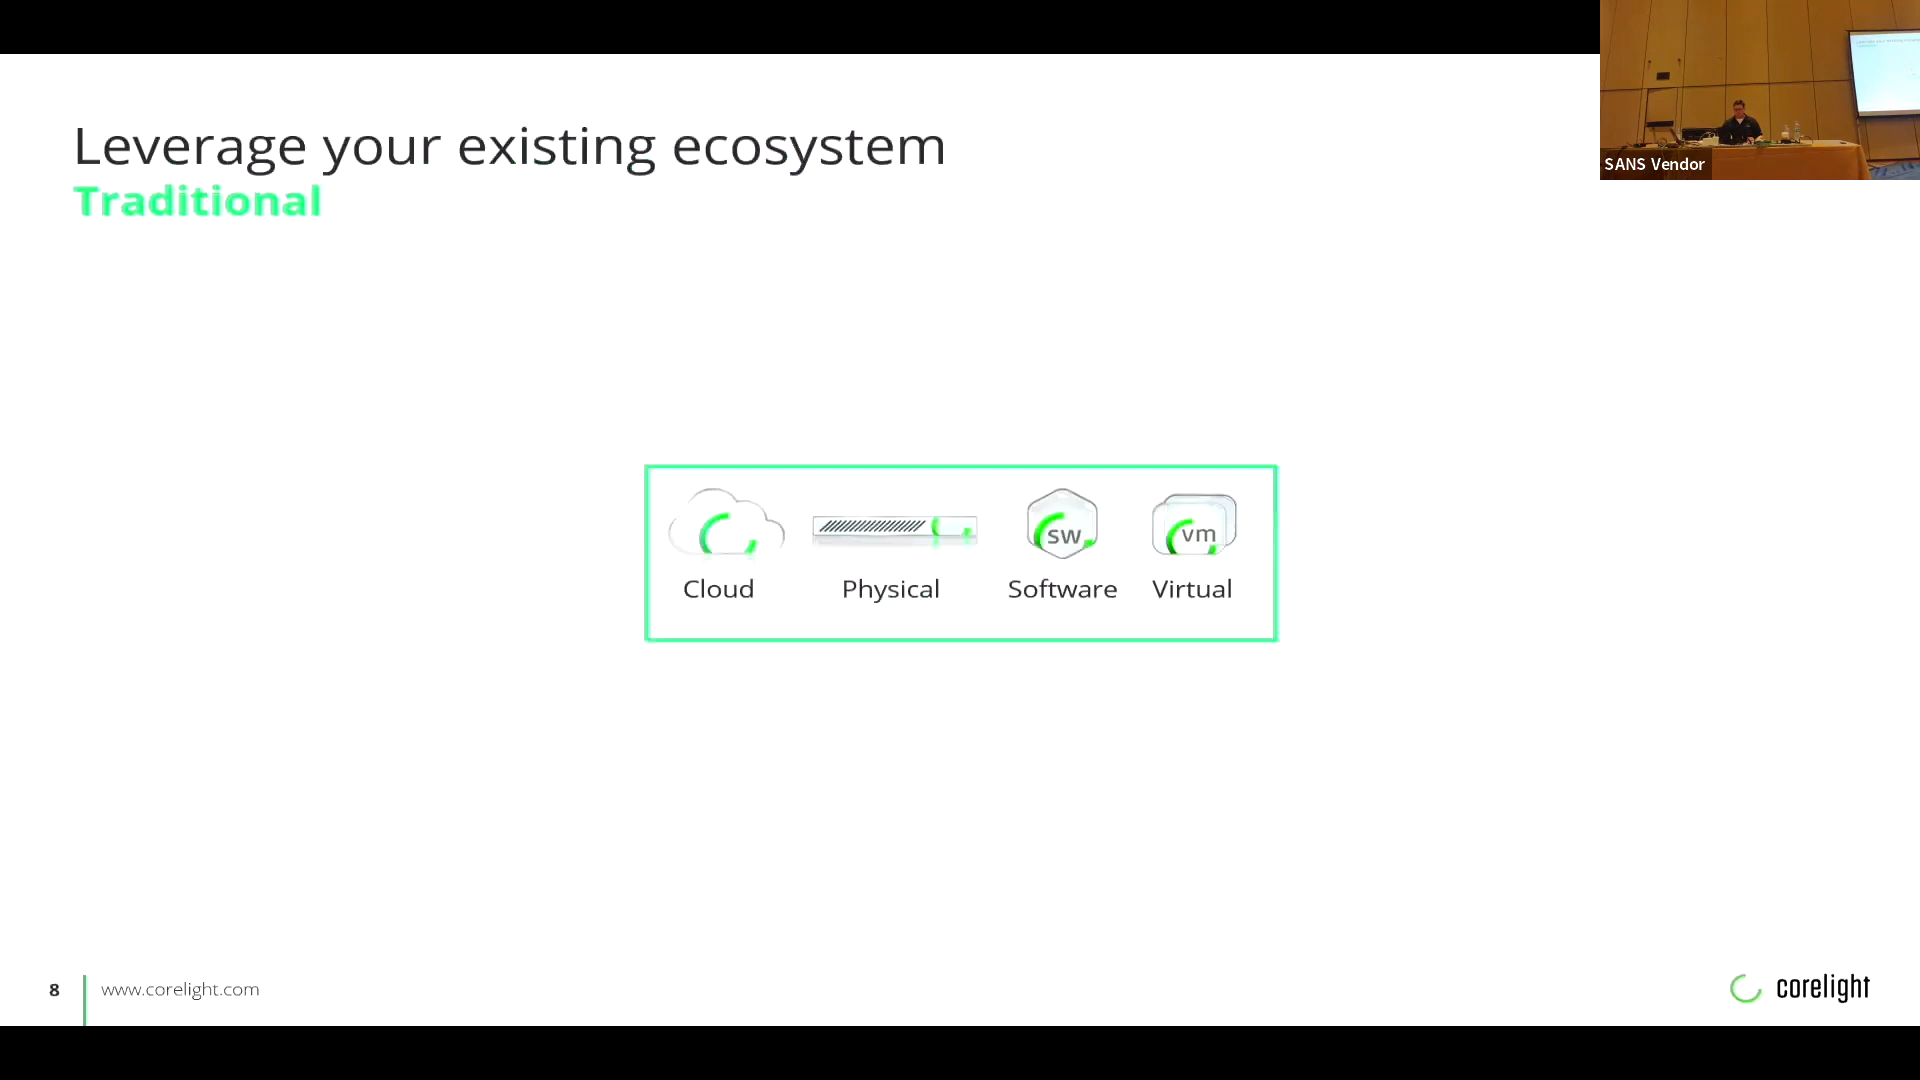 Leverage your existing ecosystem
Traditional
SANS Vendor
sw
vm
Cloud
Physical
Software
Virtual
8
www.corelight.com
corelight